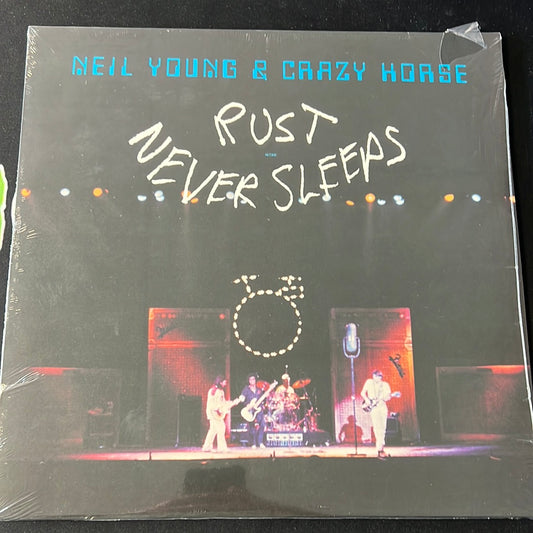 NEIL YOUNG & CRAZY HORSE
RUST
NEVER SLEEPS